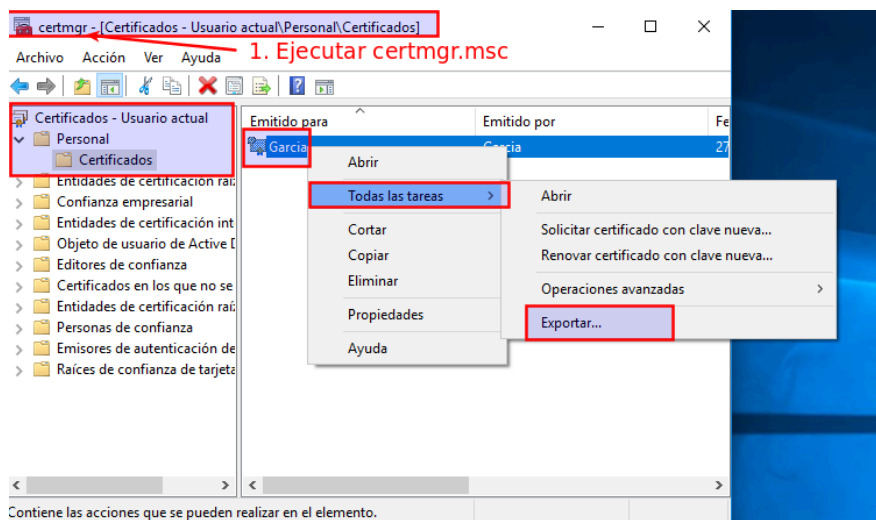 certmgr - [Certificados - Usuario actual\Personal\Certificados]
1. Ejecutar certmgr.msc
Archivo Acción Ver Ayuda
Certificados - Usuario actual
Personal
Certificados
Entidades de certificación raí
Confianza empresarial
Entidades de certificación int
Objeto de usuario de Active D
Editores de confianza
Certificados en los que no se
Entidades de certificación raí
Personas de confianza
Emisores de autenticación de
Raíces de confianza de tarjeta
Emitido para Emitido por Fe
Garcia Garcia 27
Abrir
Todas las tareas
Cortar
Copiar
Eliminar
Propiedades
Ayuda
Abrir
Solicitar certificado con clave nueva...
Renovar certificado con clave nueva...
Operaciones avanzadas
Exportar...
Contiene las acciones que se pueden realizar en el elemento.